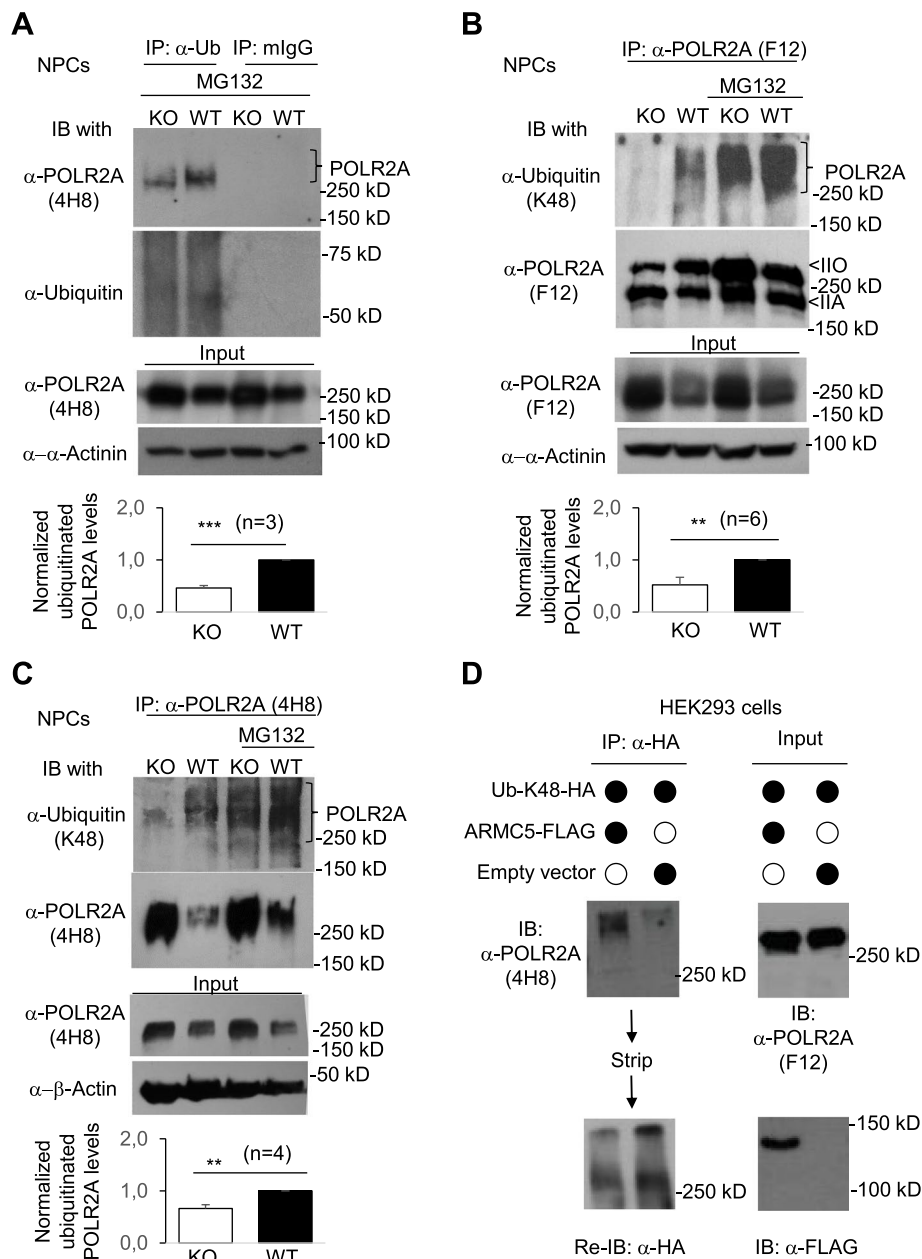 A
IP: α-Ub IP: mIgG
NPCs
MG132
KO WT KO WT
IB with
α-POLR2A
(4H8)
POLR2A
-250 kD
-150 kD
-75 kD
α-Ubiquitin
-50 kD
Input
α-POLR2A
(4H8)
-250 kD
-150 kD
-100 kD
α–α-Actinin
Normalized
ubiquitinated
POLR2A levels
2,0
1,0
0,0
*** (n=3)
KO WT
B
IP: α-POLR2A (F12)
NPCs
MG132
KO WT KO WT
IB with
α-Ubiquitin
(K48)
POLR2A
-250 kD
-150 kD
α-POLR2A
(F12)
<IIO
-250 kD
<IIA
-150 kD
Input
α-POLR2A
(F12)
-250 kD
-150 kD
α–α-Actinin
-100 kD
Normalized
ubiquitinated
POLR2A levels
2,0
1,0
0,0
** (n=6)
KO WT
C
IP: α-POLR2A (4H8)
NPCs
MG132
IB with
KO WT KO WT
α-Ubiquitin
(K48)
POLR2A
-250 kD
-150 kD
α-POLR2A
(4H8)
-250 kD
-150 kD
Input
α-POLR2A
(4H8)
-250 kD
-150 kD
-50 kD
α–β-Actin
Normalized
ubiquitinated
POLR2A levels
2,0
1,0
0,0
** (n=4)
KO WT
D
HEK293 cells
IP: α-HA Input
Ub-K48-HA
ARMC5-FLAG
Empty vector
IB:
α-POLR2A
(4H8)
-250 kD
-250 kD
IB:
α-POLR2A
(F12)
Strip
-250 kD
Re-IB: α-HA
-150 kD
-100 kD
IB: α-FLAG